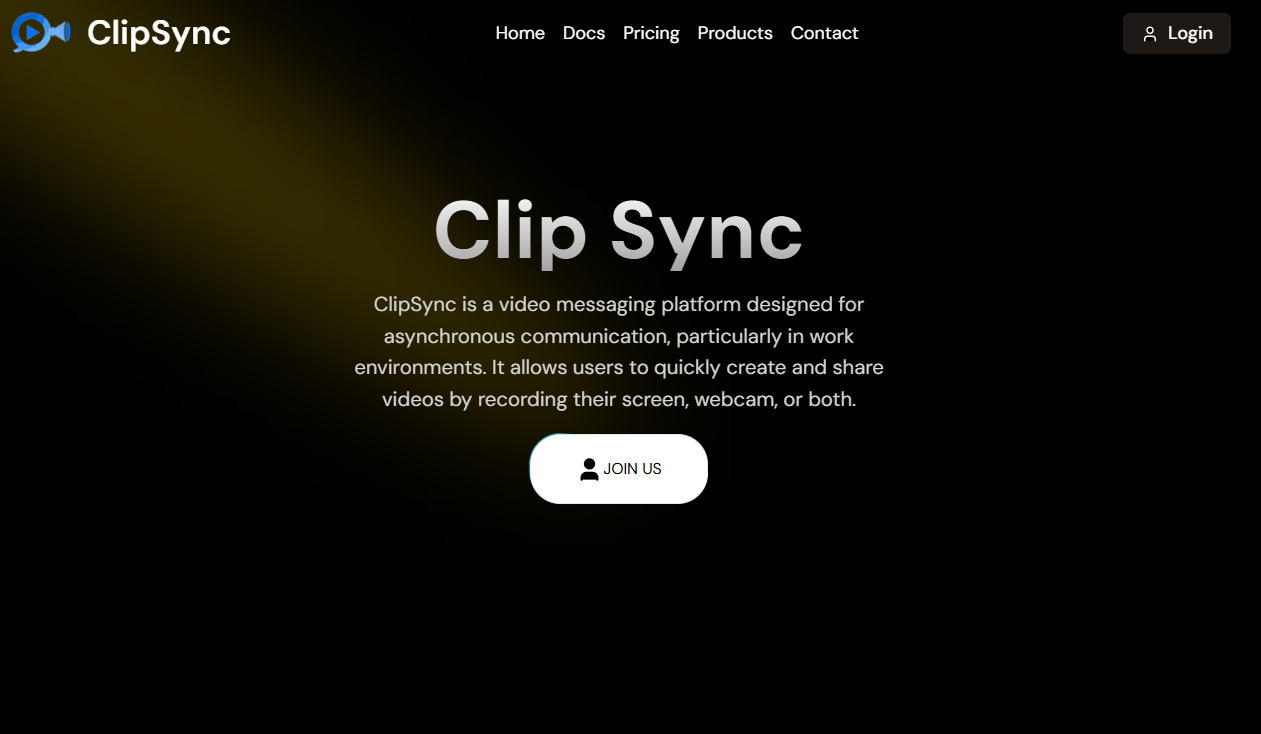 ClipSync
Home Docs Pricing Products Contact
Login
Clip Sync
ClipSync is a video messaging platform designed for
asynchronous communication, particularly in work
environments. It allows users to quickly create and share
videos by recording their screen, webcam, or both.
JOIN US